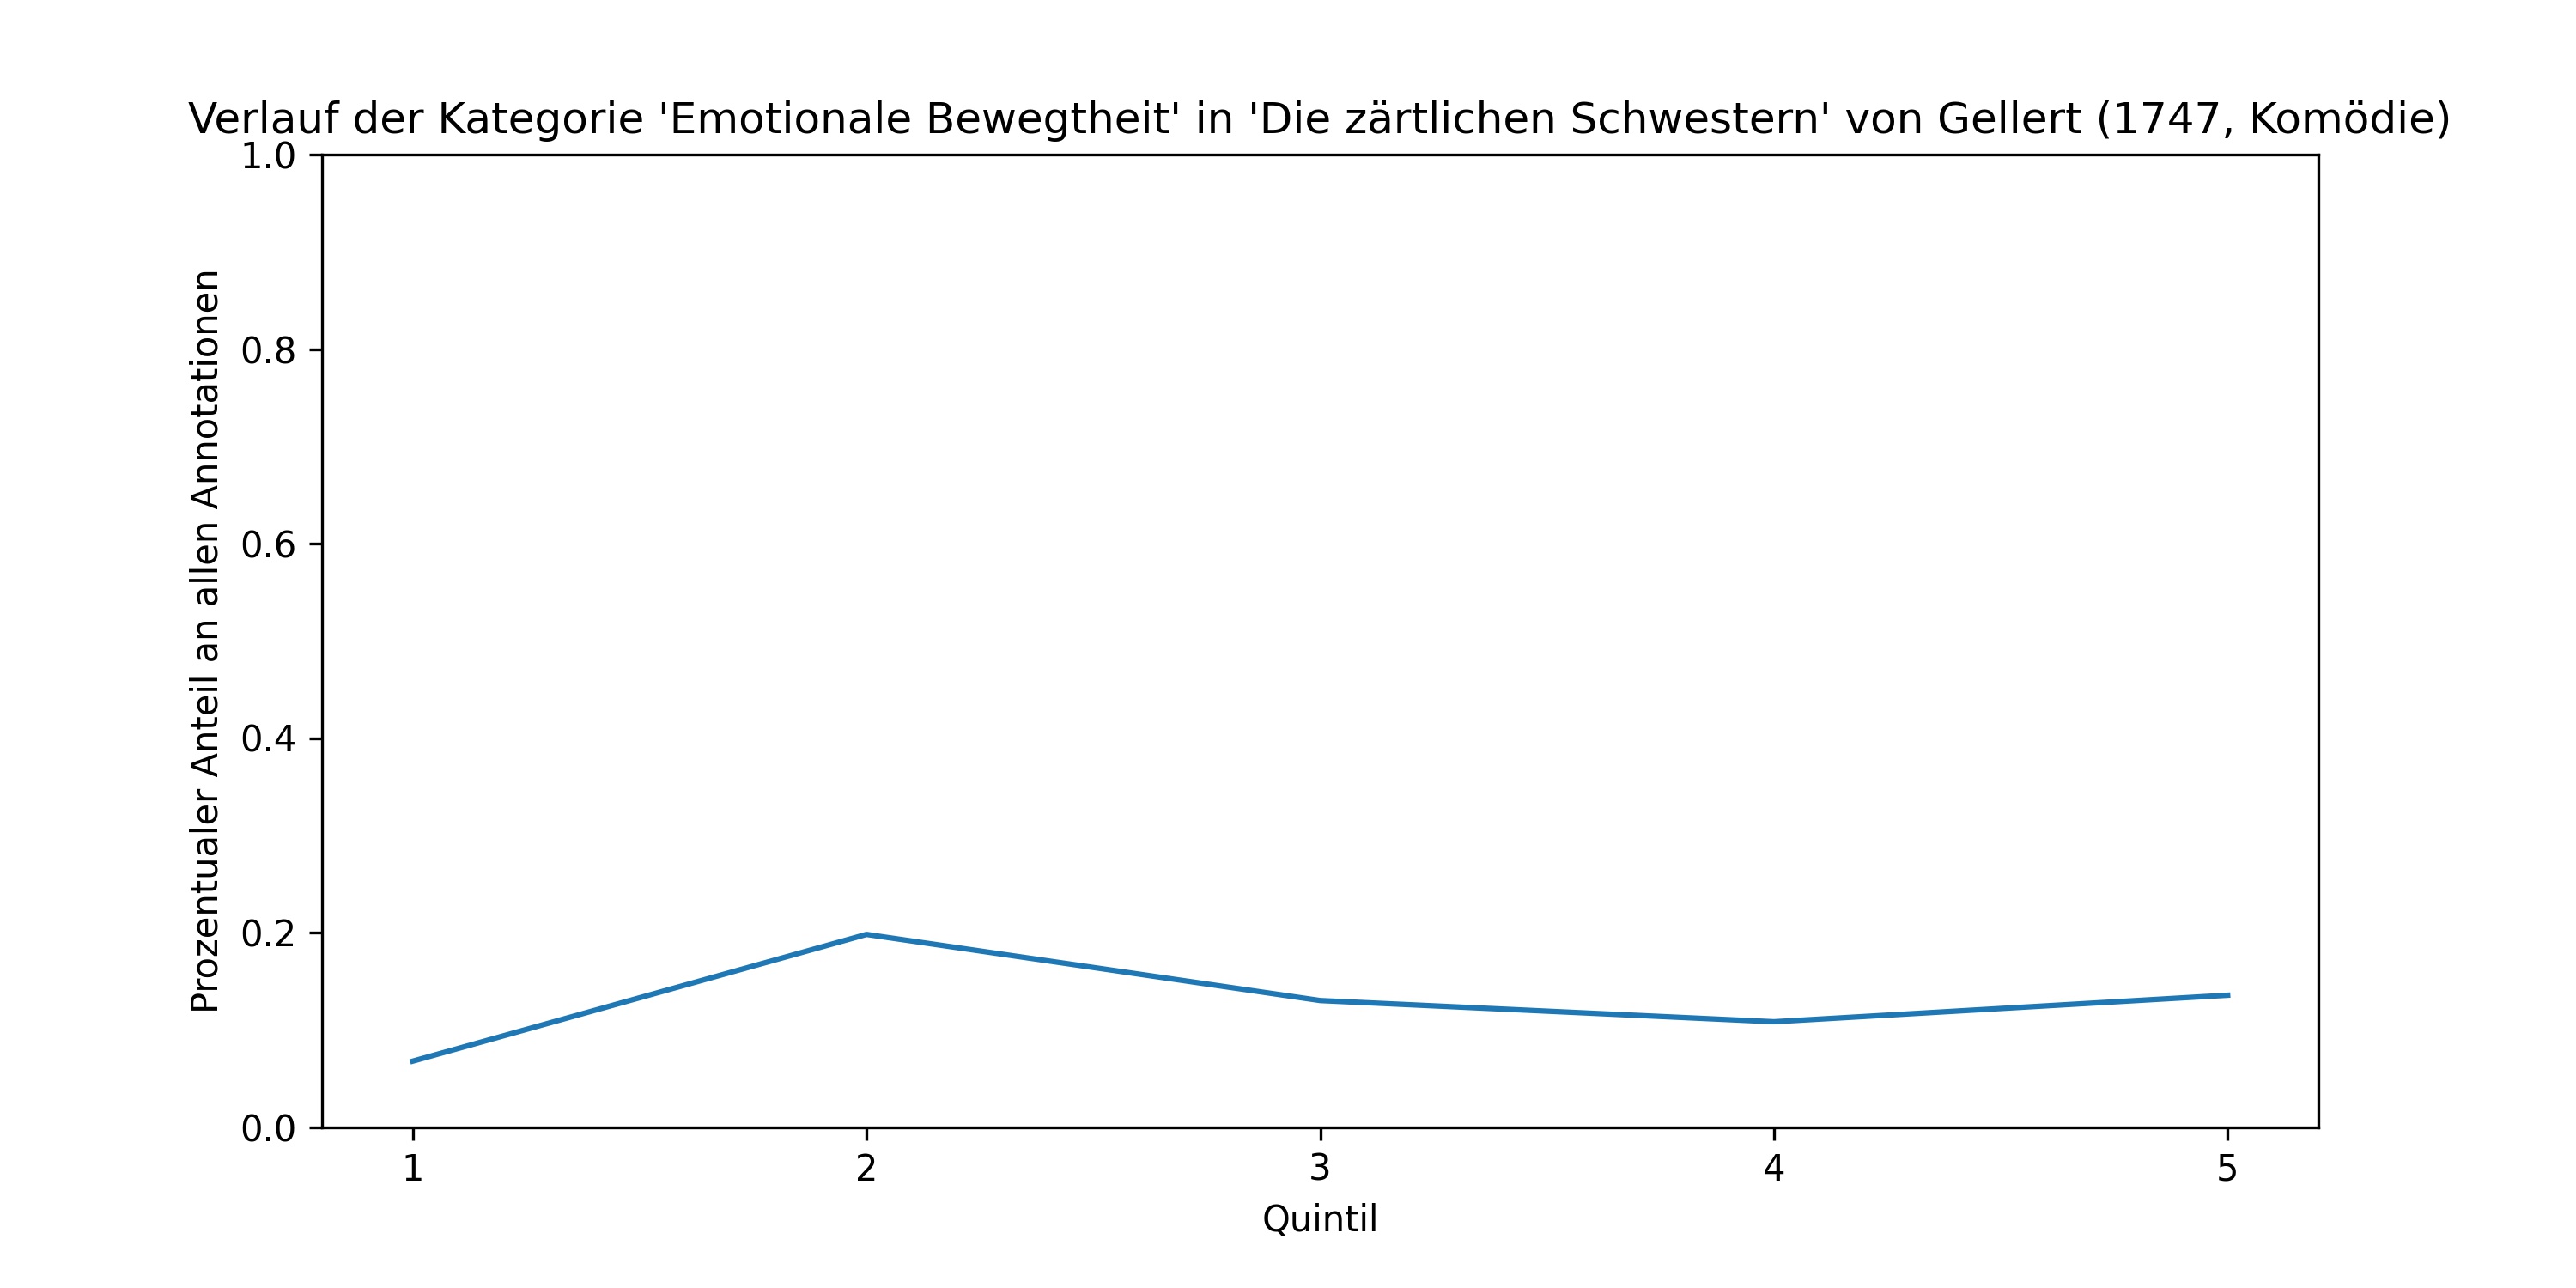 Verlauf der Kategorie 'Emotionale Bewegtheit' in 'Die zärtlichen Schwestern' von Gellert (1747, Komödie)
Prozentualer Anteil an allen Annotationen
1.0
0.8
0.6
0.4
0.2
0.0
1 2 3 4 5
Quintil